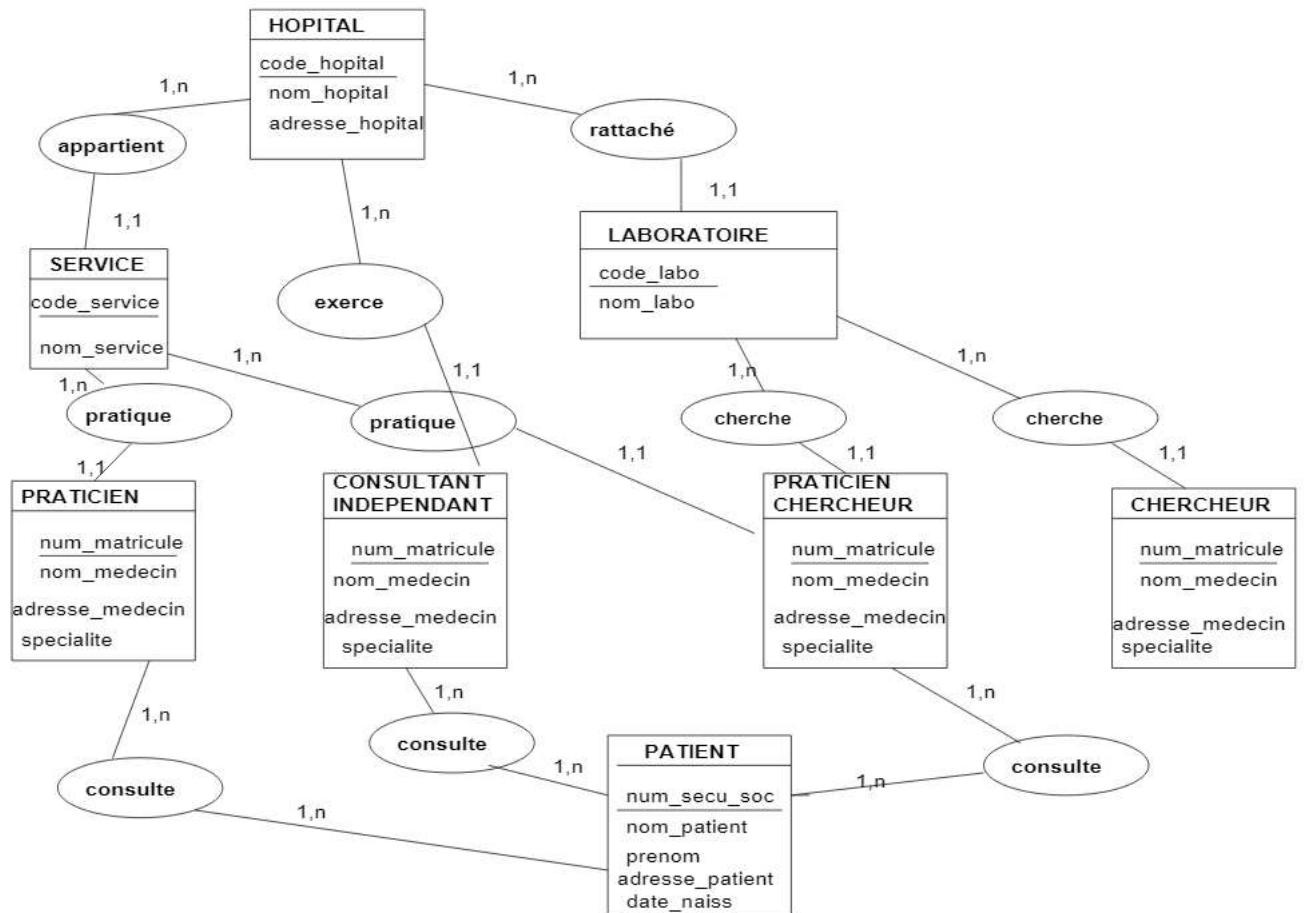 HOPITAL
code_hopital
nom_hopital
adresse_hopital
1,n
1,n
appartient
rattaché
1,1
1,n
1,1
SERVICE
code_service
nom_service
LABORATOIRE
code_labo
nom_labo
exerce
1,n
1,n
1,1
1,n
1,n
pratique
pratique
cherche
cherche
1,1
1,1
1,1
1,1
PRATICIEN
num_matricule
nom_medecin
adresse_medecin
specialite
CONSULTANT
INDEPENDANT
num_matricule
nom_medecin
adresse_medecin
specialite
PRATICIEN
CHERCHEUR
num_matricule
nom_medecin
adresse_medecin
specialite
CHERCHEUR
num_matricule
nom_medecin
adresse_medecin
specialite
1,n
1,n
1,n
consulte
consulte
consulte
1,n
1,n
1,n
PATIENT
num_secu_soc
nom_patient
prenom
adresse_patient
date_naiss